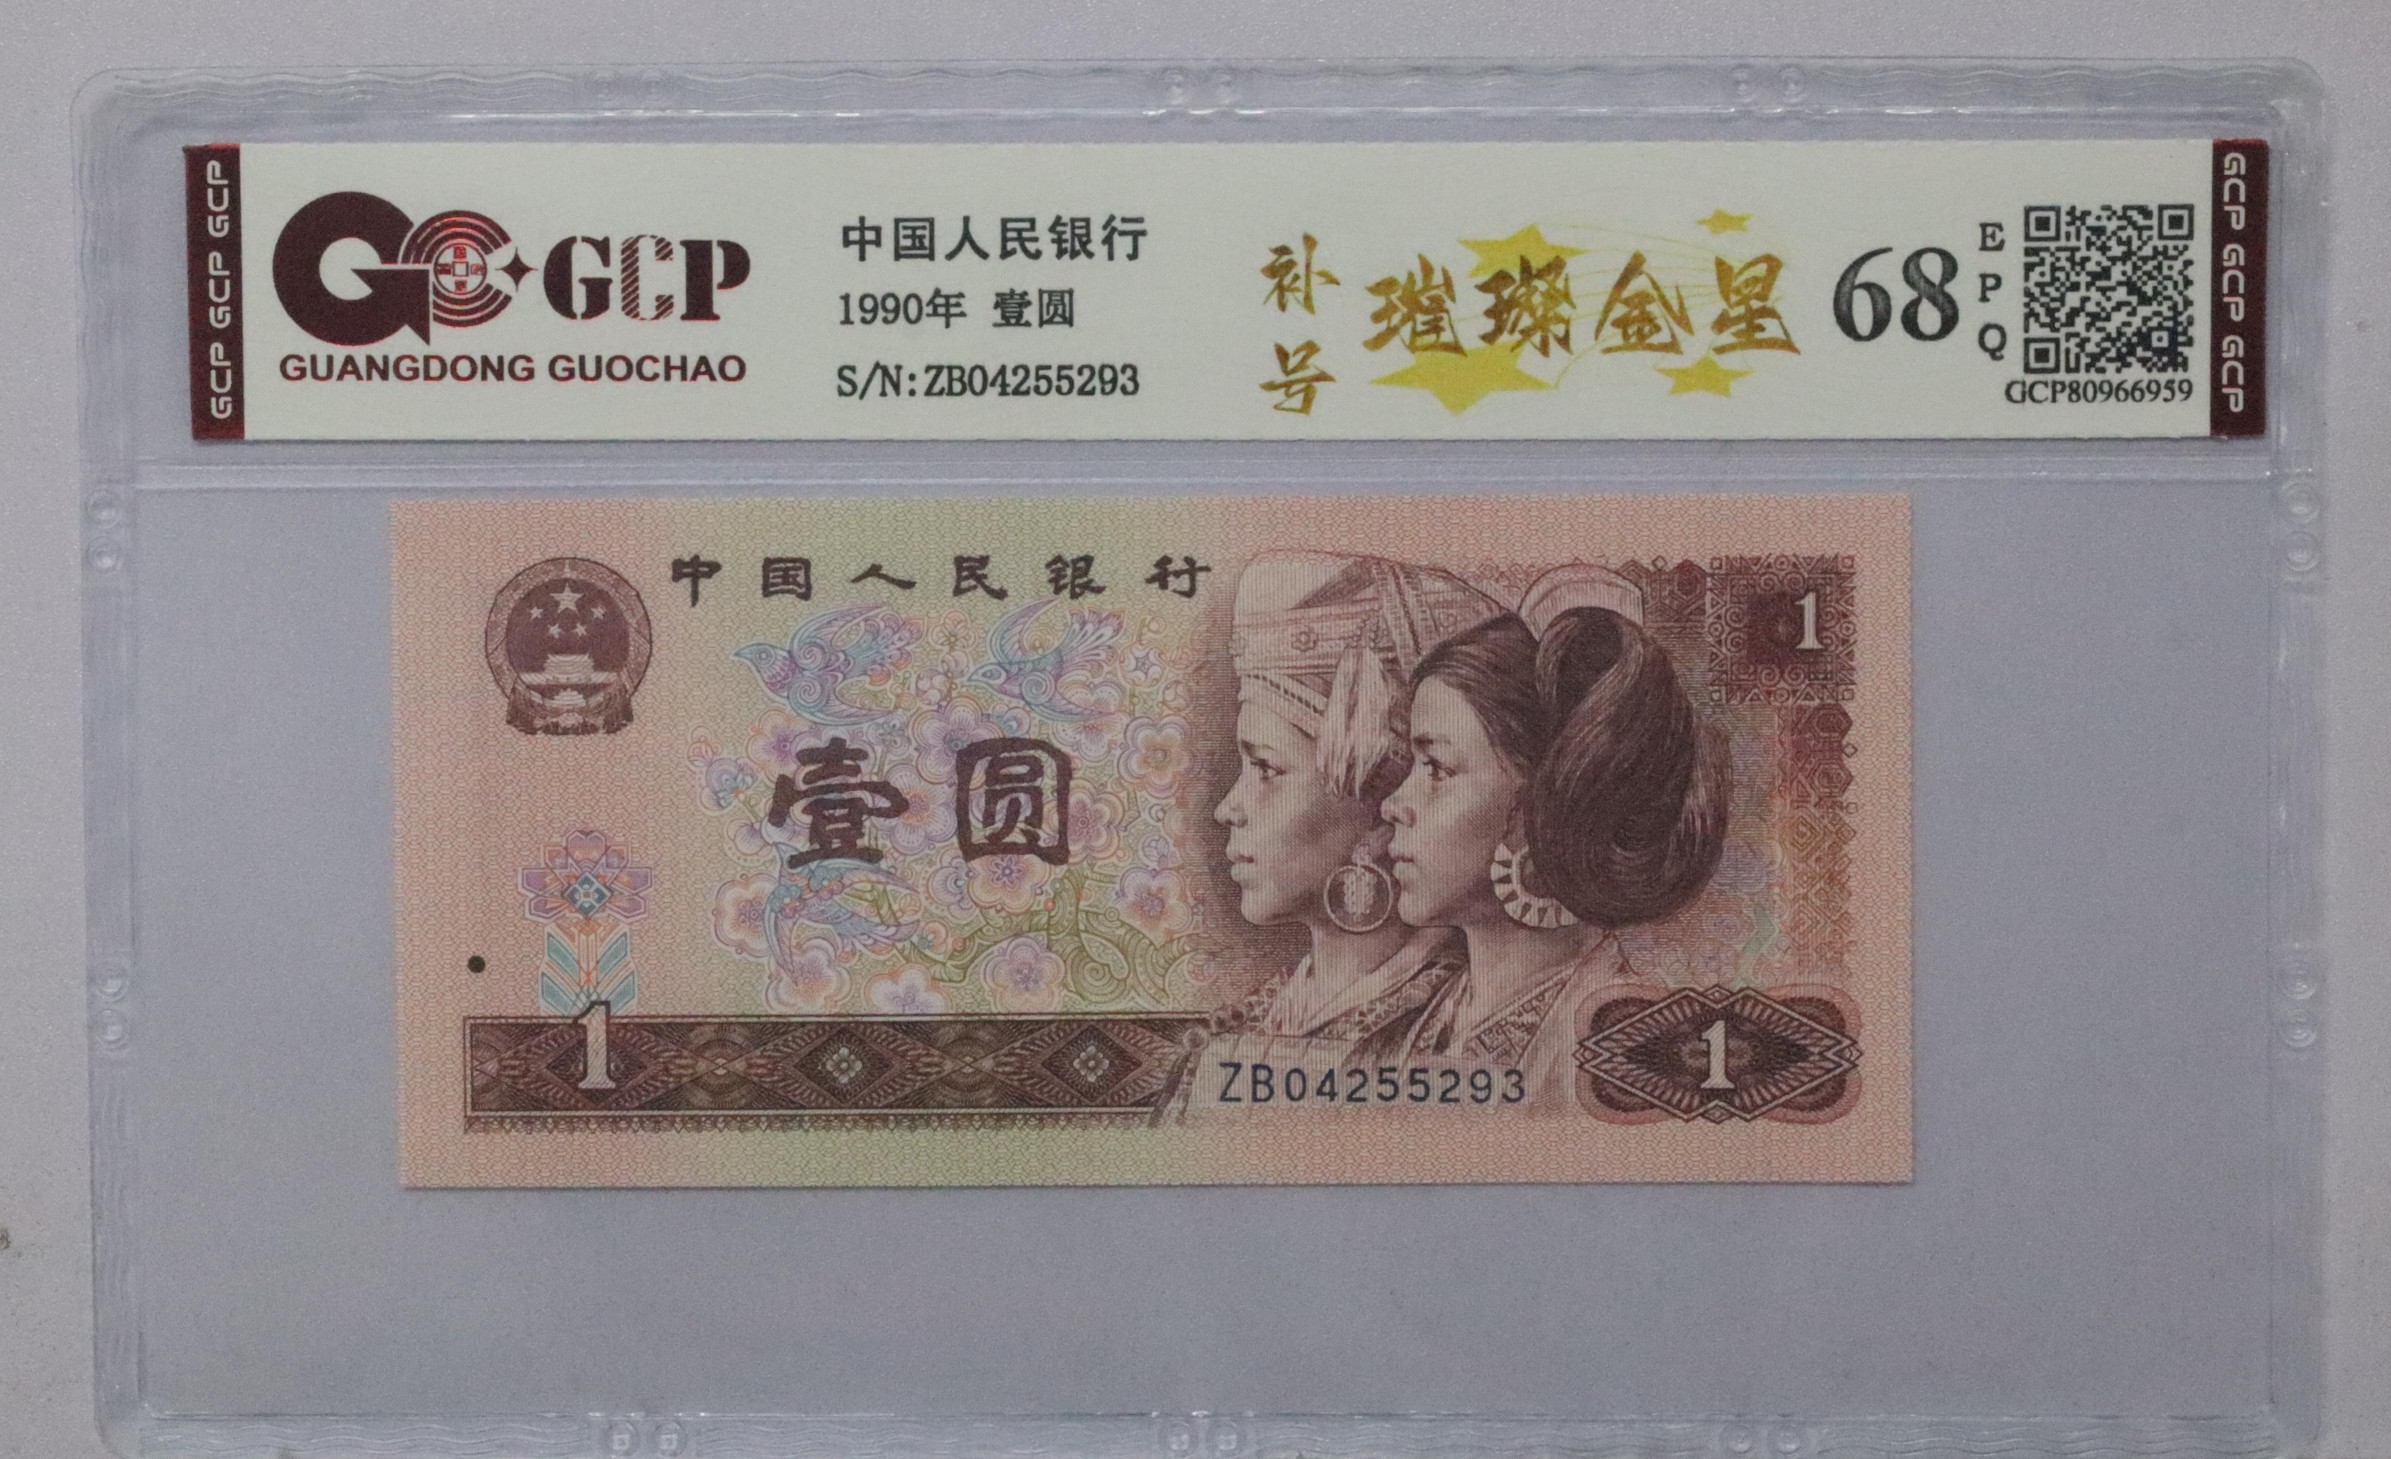 GCP GCP GCP
GCP
GUANGDONG GUOCHAO
中国人民银行
1990年 壹圆
S/N:ZB04255293
补号
璀璨金星
68
EPQ
GCP80966959
GCP GCP GCP
中国人民银行
1
壹圆
1
1
ZB04255293